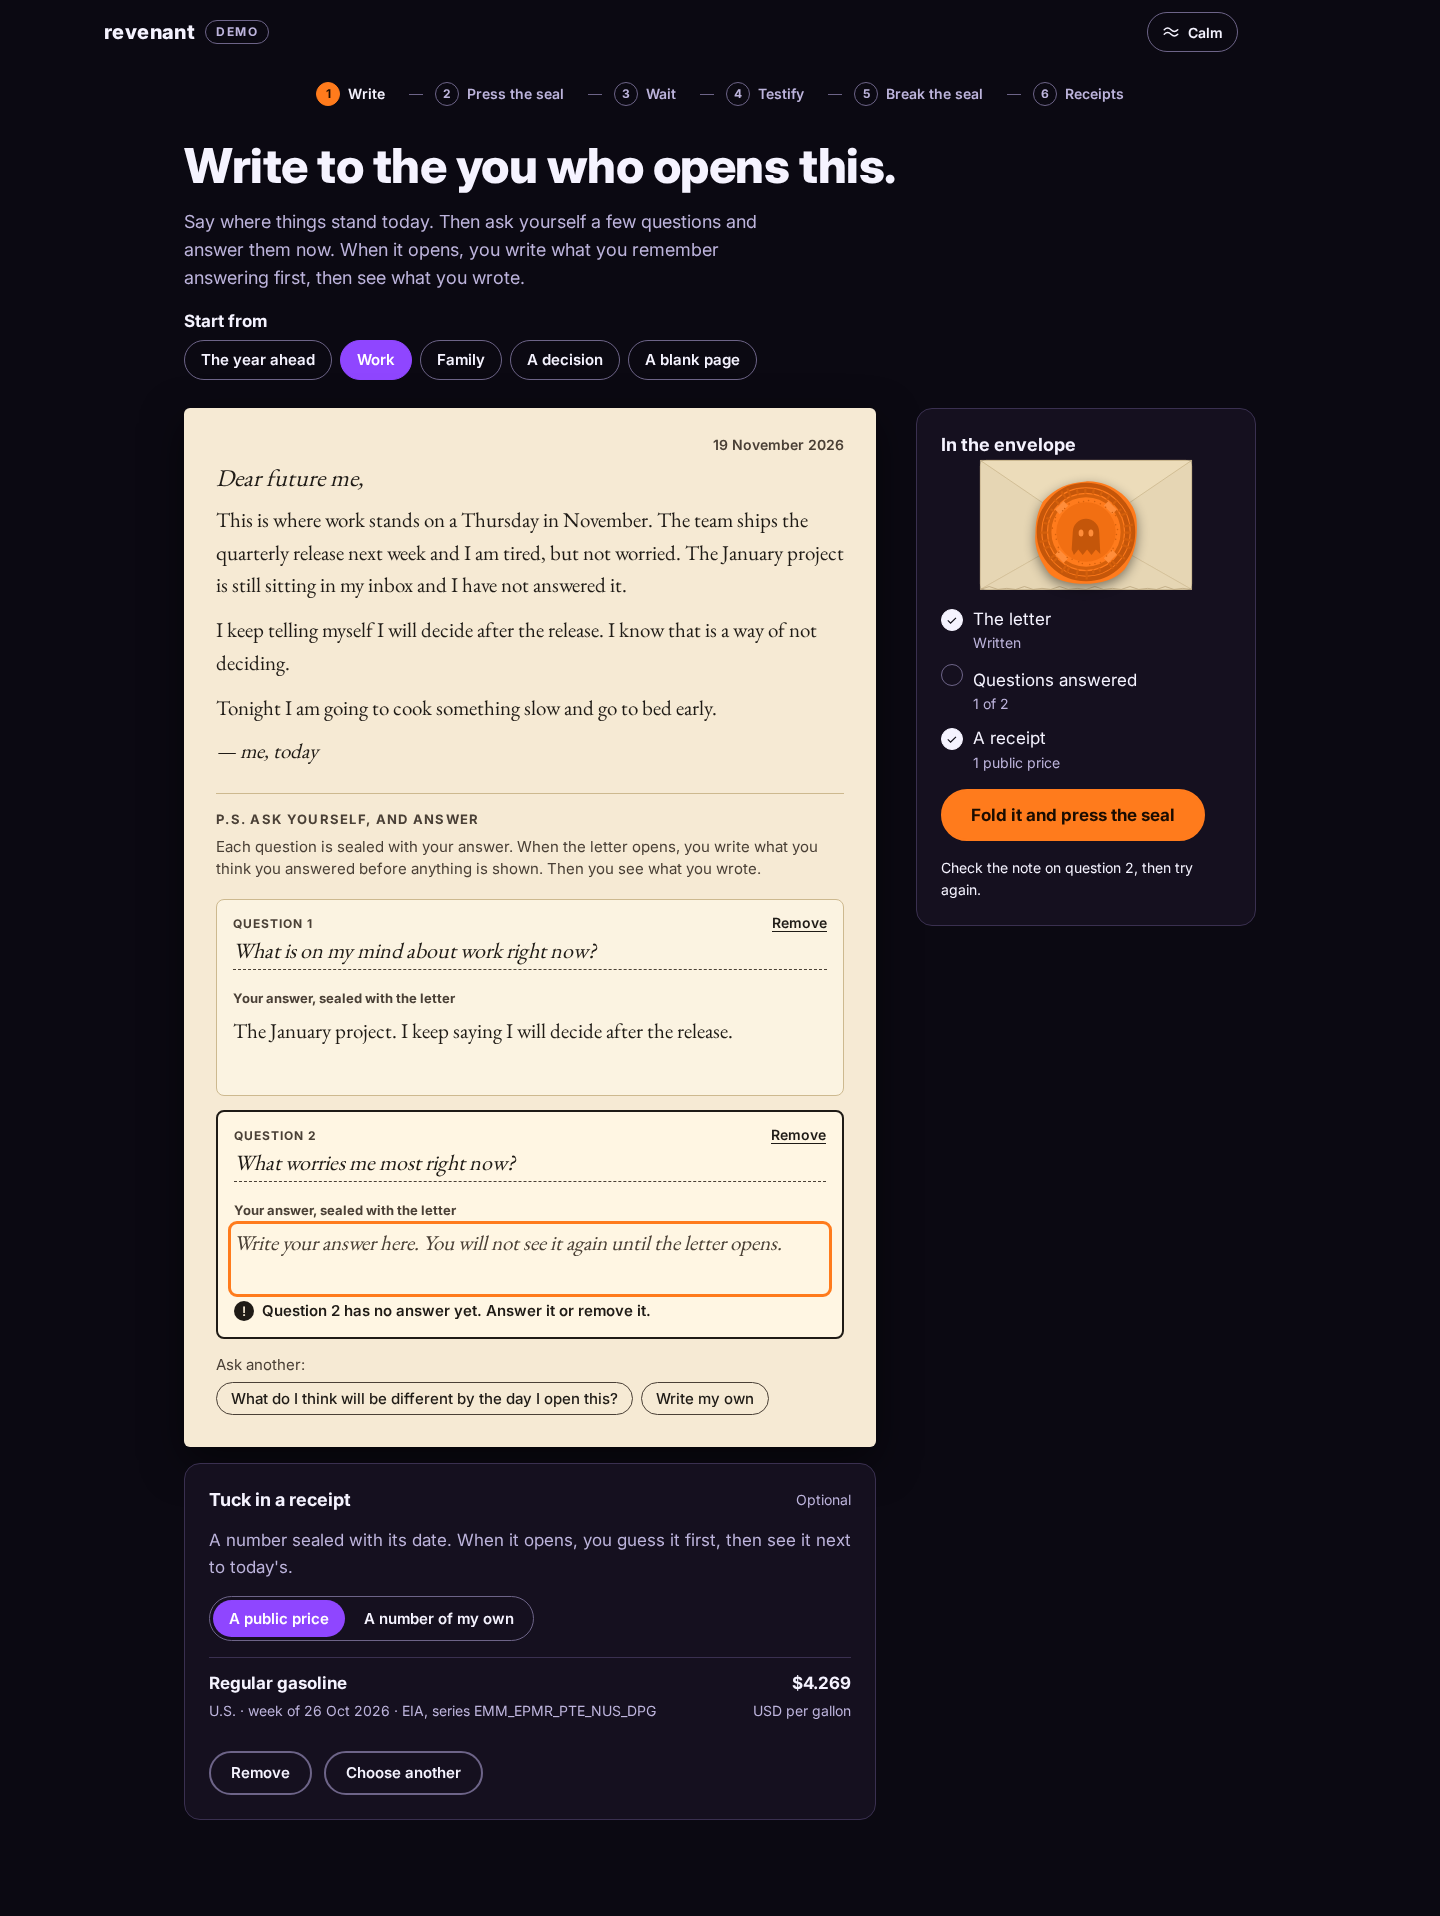 revenant DEMO
Calm
1 Write — 2 Press the seal — 3 Wait — 4 Testify — 5 Break the seal — 6 Receipts
Write to the you who opens this.
Say where things stand today. Then ask yourself a few questions and
answer them now. When it opens, you write what you remember
answering first, then see what you wrote.
Start from
The year ahead
Work
Family
A decision
A blank page
19 November 2026
Dear future me,
This is where work stands on a Thursday in November. The team ships the
quarterly release next week and I am tired, but not worried. The January project
is still sitting in my inbox and I have not answered it.
I keep telling myself I will decide after the release. I know that is a way of not
deciding.
Tonight I am going to cook something slow and go to bed early.
— me, today
P.S. ASK YOURSELF, AND ANSWER
Each question is sealed with your answer. When the letter opens, you write what you
think you answered before anything is shown. Then you see what you wrote.
QUESTION 1
Remove
What is on my mind about work right now?
Your answer, sealed with the letter
The January project. I keep saying I will decide after the release.
QUESTION 2
Remove
What worries me most right now?
Your answer, sealed with the letter
Write your answer here. You will not see it again until the letter opens.
! Question 2 has no answer yet. Answer it or remove it.
Ask another:
What do I think will be different by the day I open this?
Write my own
In the envelope
The letter
Written
Questions answered
1 of 2
A receipt
1 public price
Fold it and press the seal
Check the note on question 2, then try
again.
Tuck in a receipt
Optional
A number sealed with its date. When it opens, you guess it first, then see it next
to today's.
A public price
A number of my own
Regular gasoline
$4.269
U.S. · week of 26 Oct 2026 · EIA, series EMM_EPMR_PTE_NUS_DPG
USD per gallon
Remove
Choose another